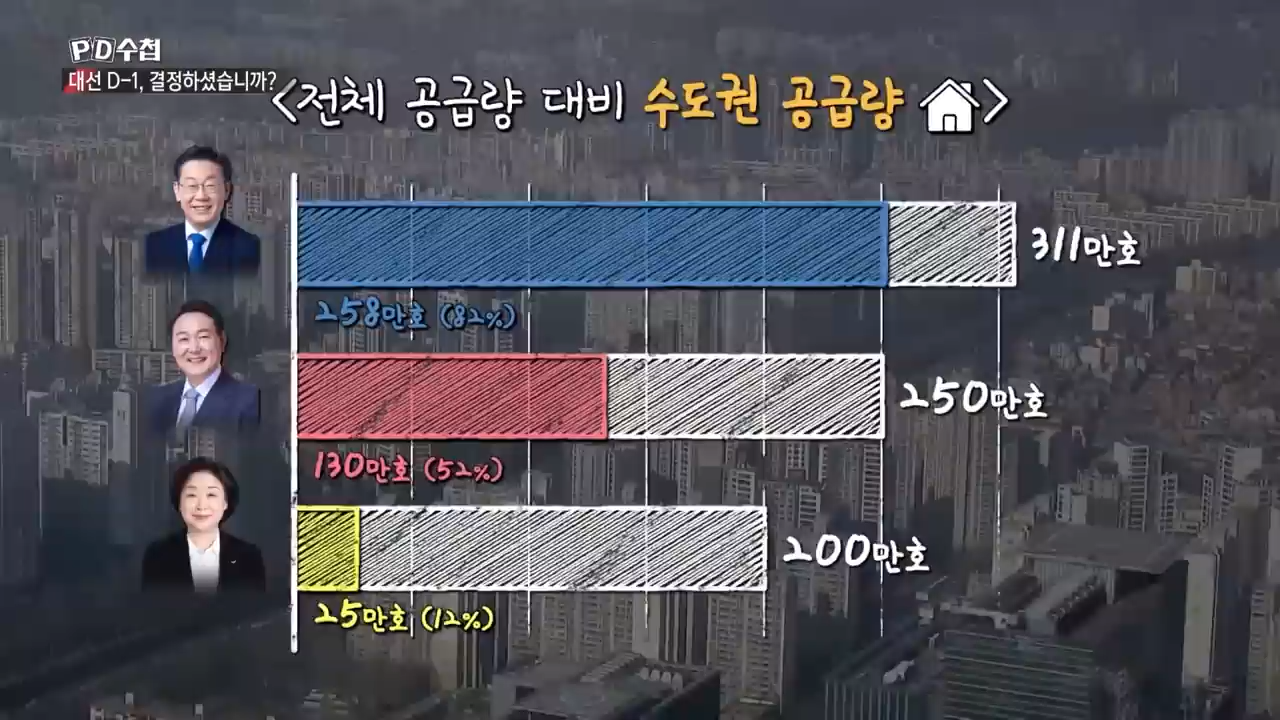 PD수첩
대선 D-1, 결정하셨습니까?
<전체 공급량 대비 수도권 공급량>
311만호
258만호 (82%)
250만호
130만호 (52%)
200만호
25만호 (12%)